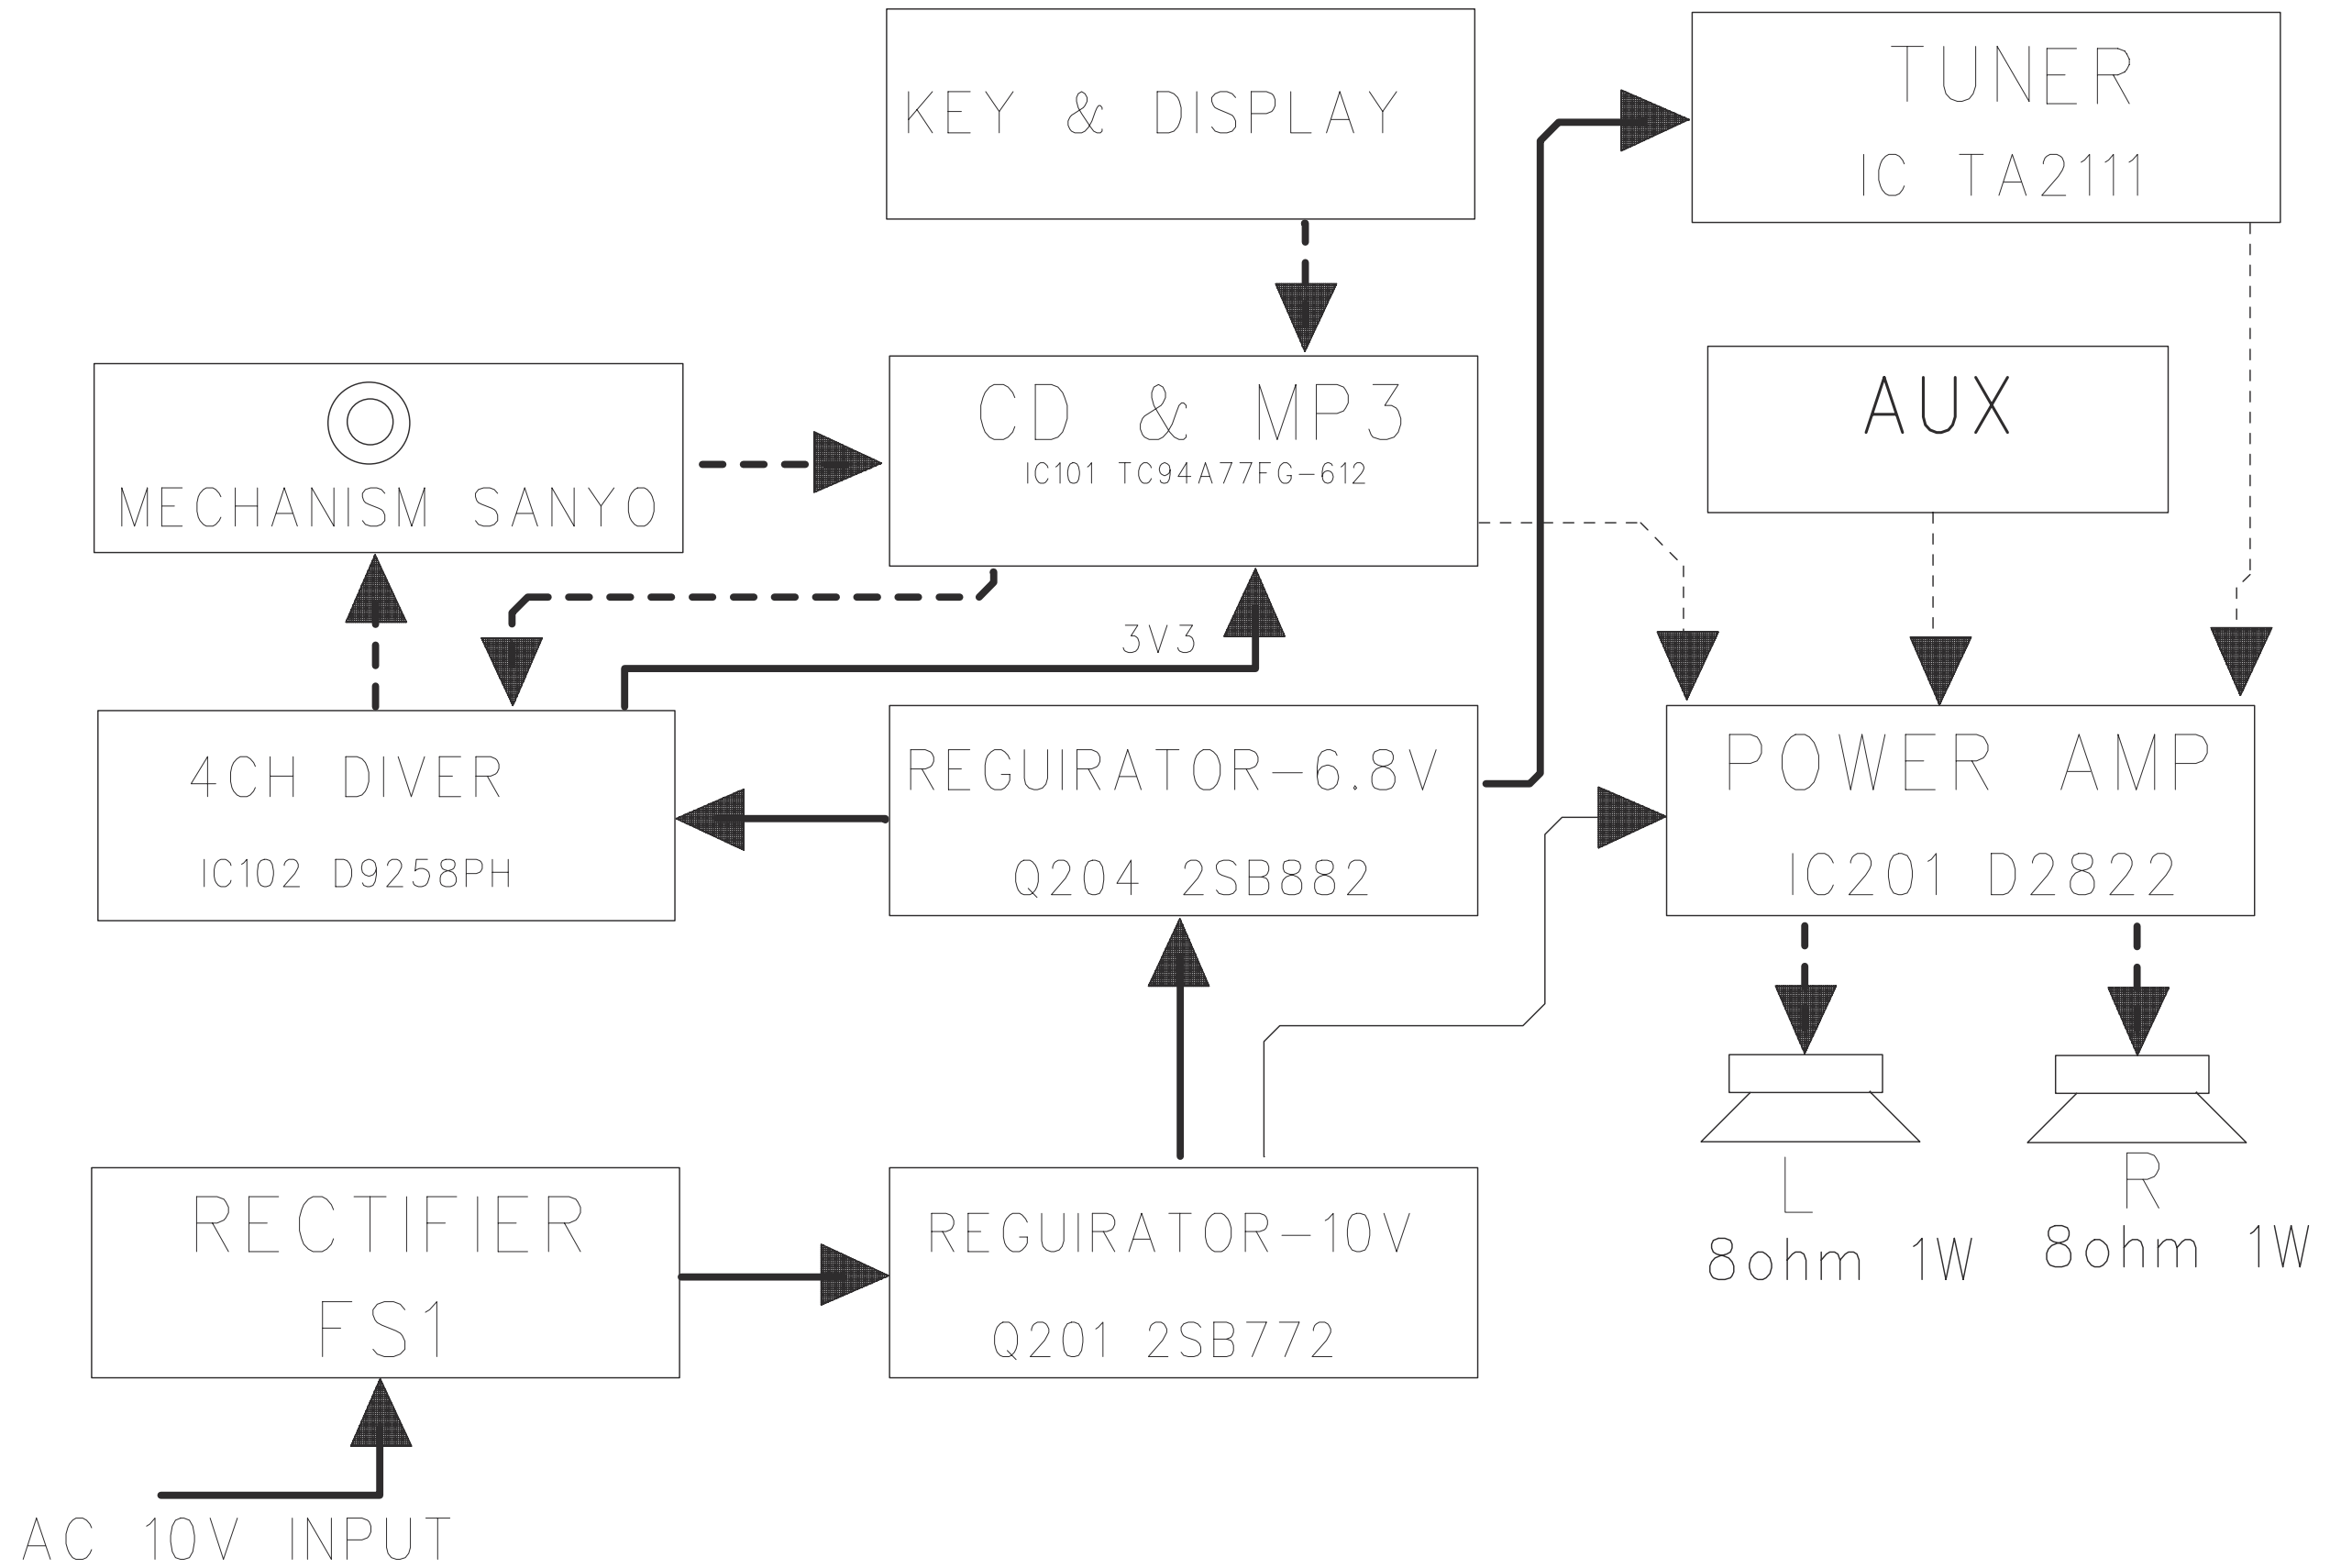 KEY & DISPLAY
TUNER
IC TA2111
MECHANISM SANYO
CD & MP3
IC101 TC94A77FG-612
AUX
3V3
4CH DIVER
IC102 D9258PH
REGUIRATOR-6.8V
Q204 2SB882
POWER AMP
IC201 D2822
L
8ohm 1W
R
8ohm 1W
RECTIFIER
FS1
REGUIRATOR-10V
Q201 2SB772
AC 10V INPUT